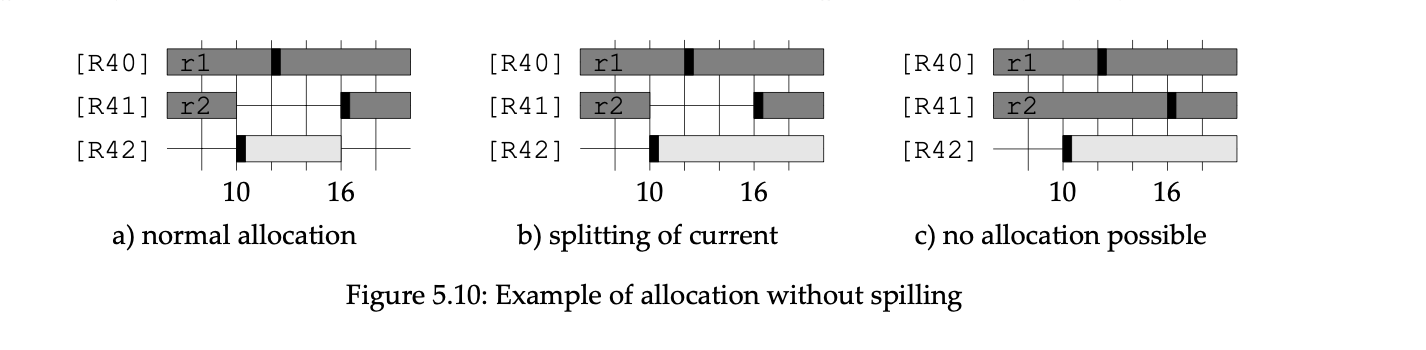 [R40] r1 [R40] r1 [R40] r1
[R41] r2 [R41] r2 [R41] r2
[R42] [R42] [R42]
10 16 10 16 10 16
a) normal allocation b) splitting of current c) no allocation possible
Figure 5.10: Example of allocation without spilling